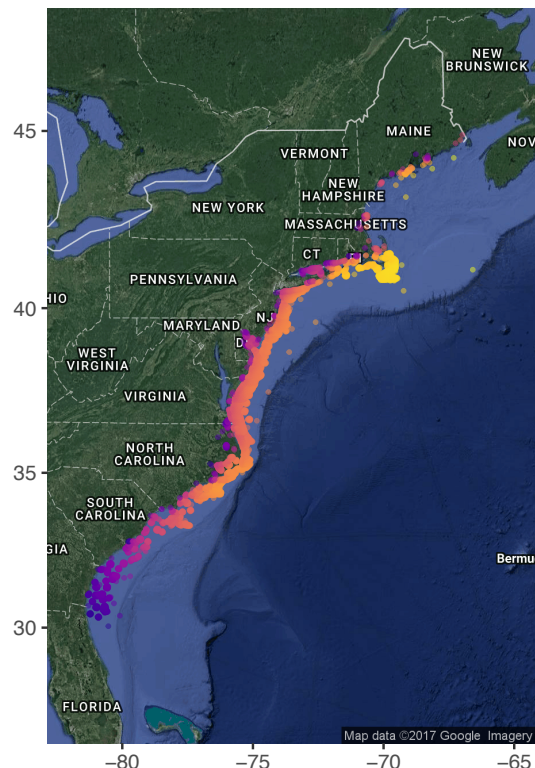 NEW
BRUNSWICK
45
MAINE
NOV
VERMONT
NEW
HAMPSHIRE
NEW YORK
MASSACHUSETTS
CT
PENNSYLVANIA
40
HIO
NJ
MARYLAND
D
WEST
VIRGINIA
VIRGINIA
35
NORTH
CAROLINA
SOUTH
CAROLINA
GIA
Bermu
30
FLORIDA
Map data ©2017 Google Imagery
−80
−75
−70
−65